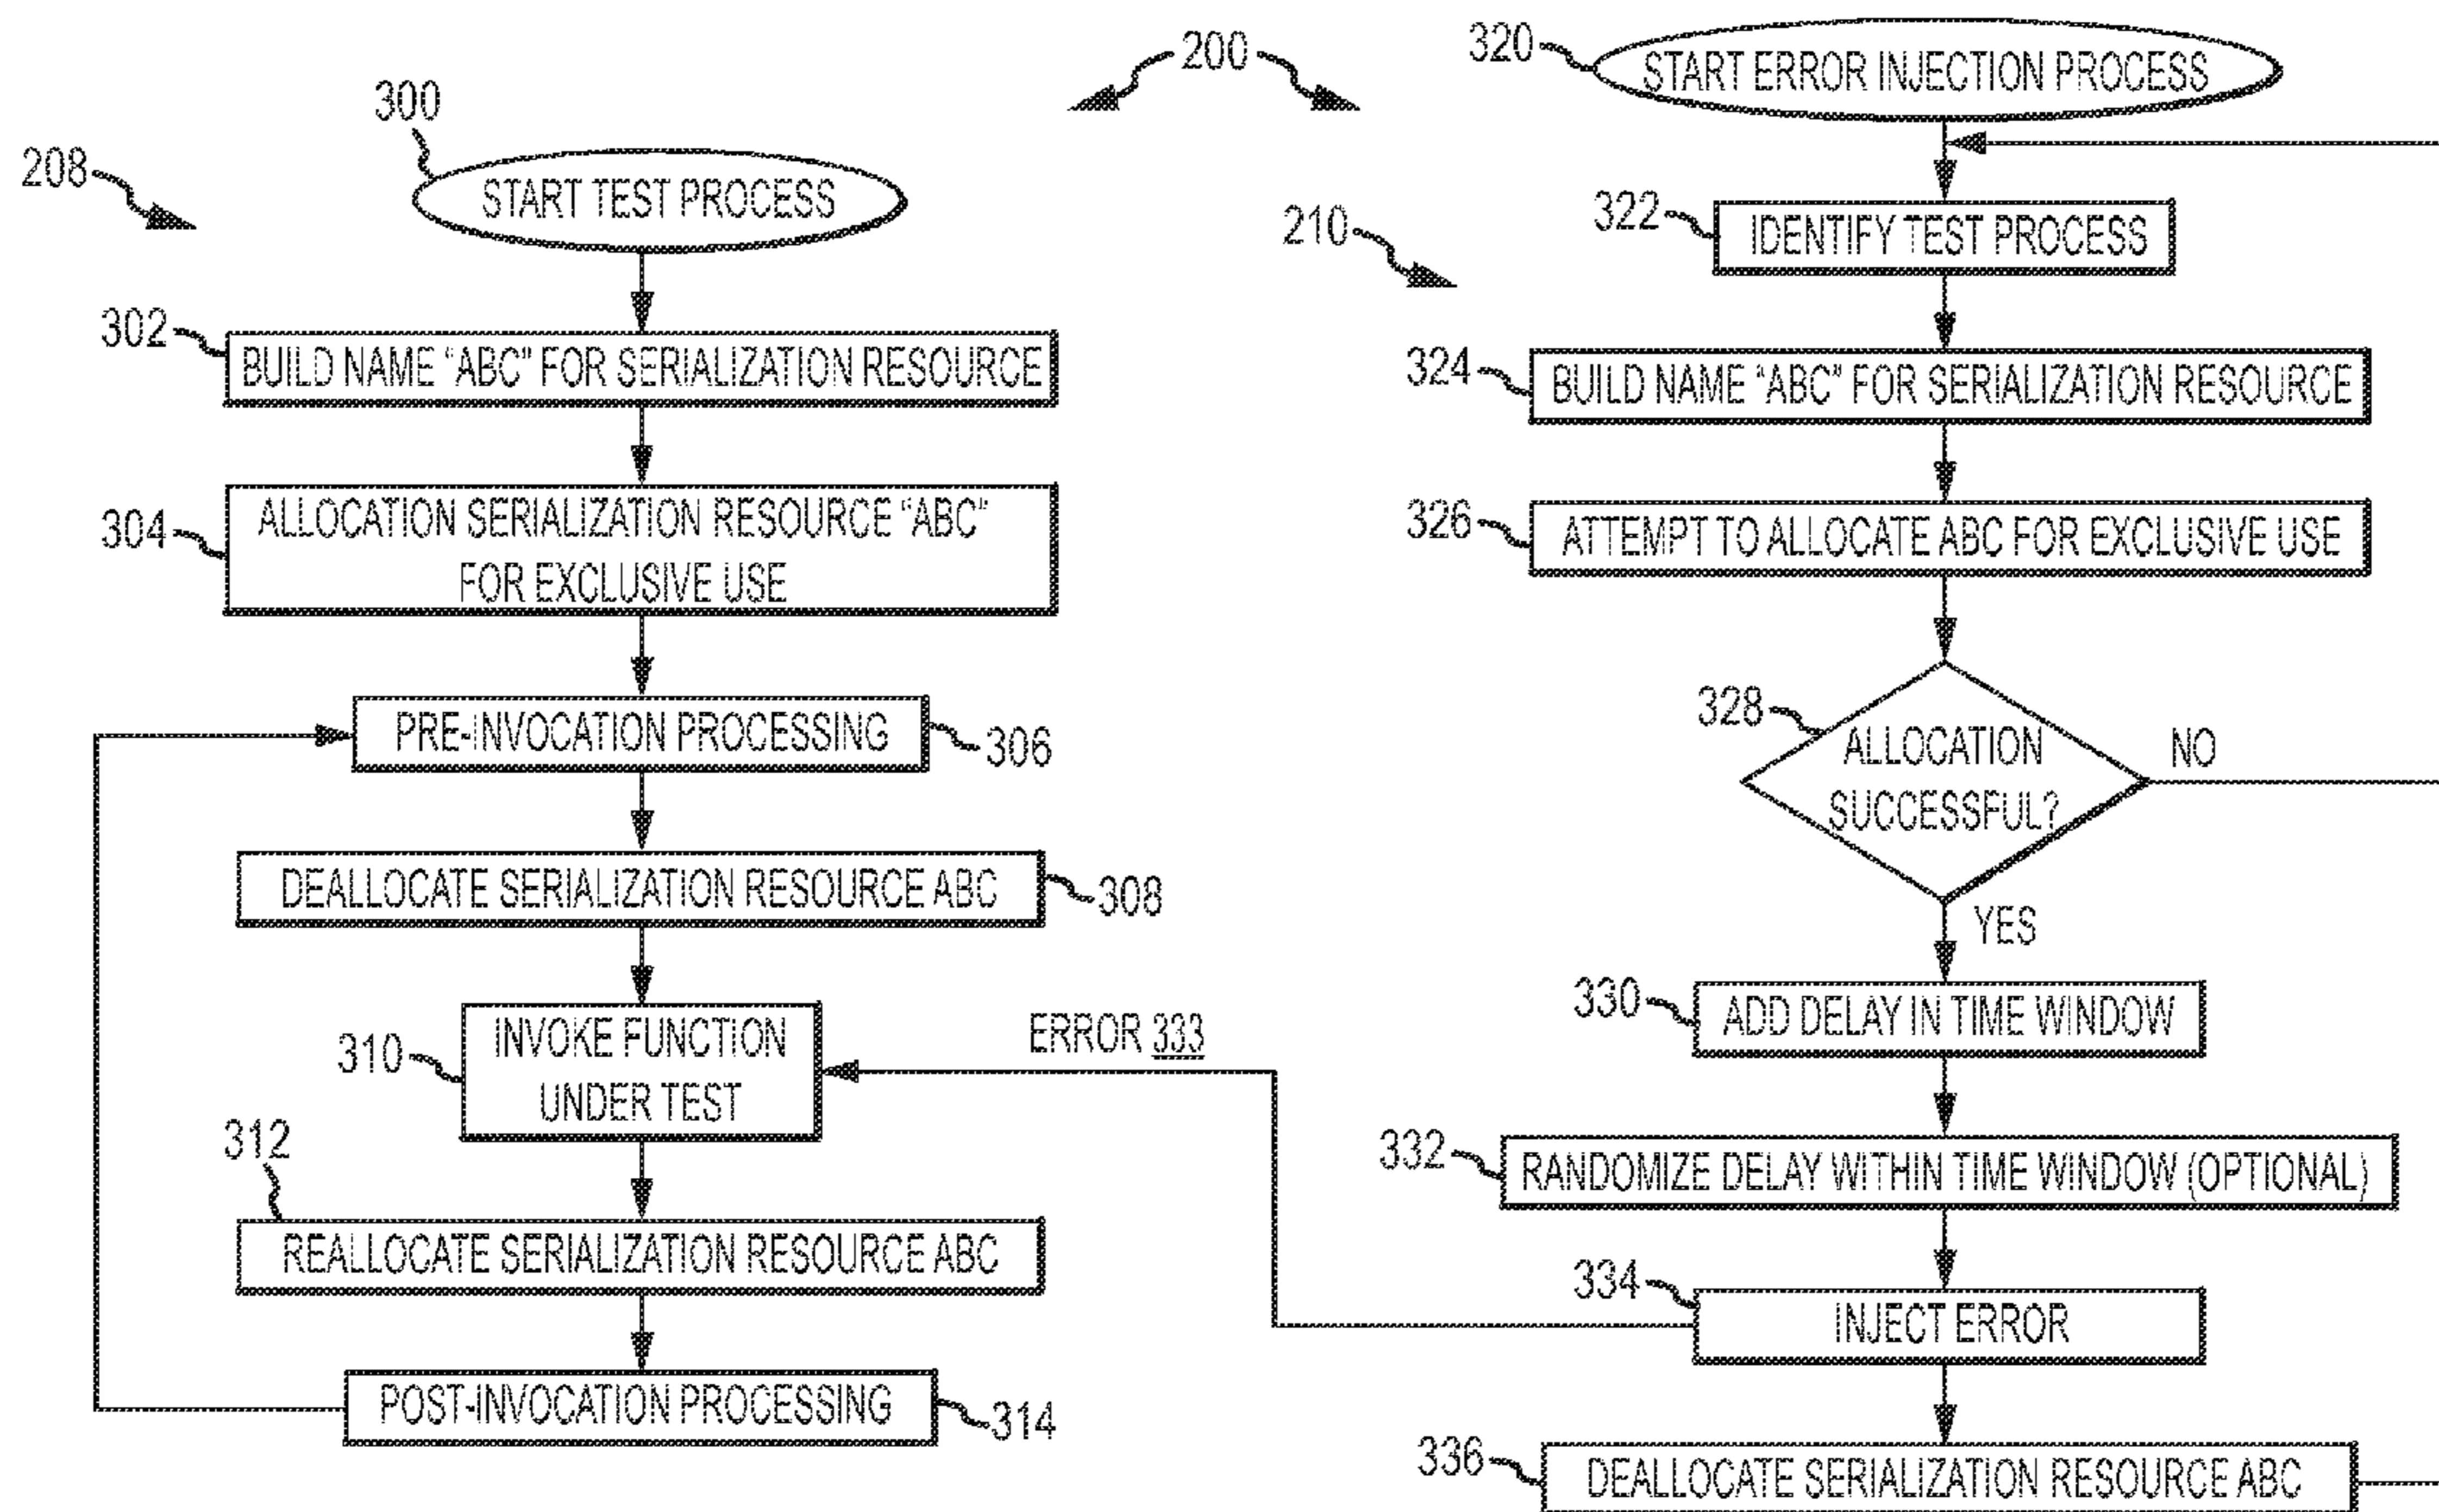 200
208
300
START TEST PROCESS
302
BUILD NAME "ABC" FOR SERIALIZATION RESOURCE
304
ALLOCATION SERIALIZATION RESOURCE "ABC"
FOR EXCLUSIVE USE
PRE-INVOCATION PROCESSING
306
DEALLOCATE SERIALIZATION RESOURCE ABC
308
310
INVOKE FUNCTION
UNDER TEST
ERROR 333
312
REALLOCATE SERIALIZATION RESOURCE ABC
POST-INVOCATION PROCESSING
314
210
320
START ERROR INJECTION PROCESS
322
IDENTIFY TEST PROCESS
324
BUILD NAME "ABC" FOR SERIALIZATION RESOURCE
326
ATTEMPT TO ALLOCATE ABC FOR EXCLUSIVE USE
328
ALLOCATION
SUCCESSFUL?
NO
YES
330
ADD DELAY IN TIME WINDOW
332
RANDOMIZE DELAY WITHIN TIME WINDOW (OPTIONAL)
334
INJECT ERROR
336
DEALLOCATE SERIALIZATION RESOURCE ABC